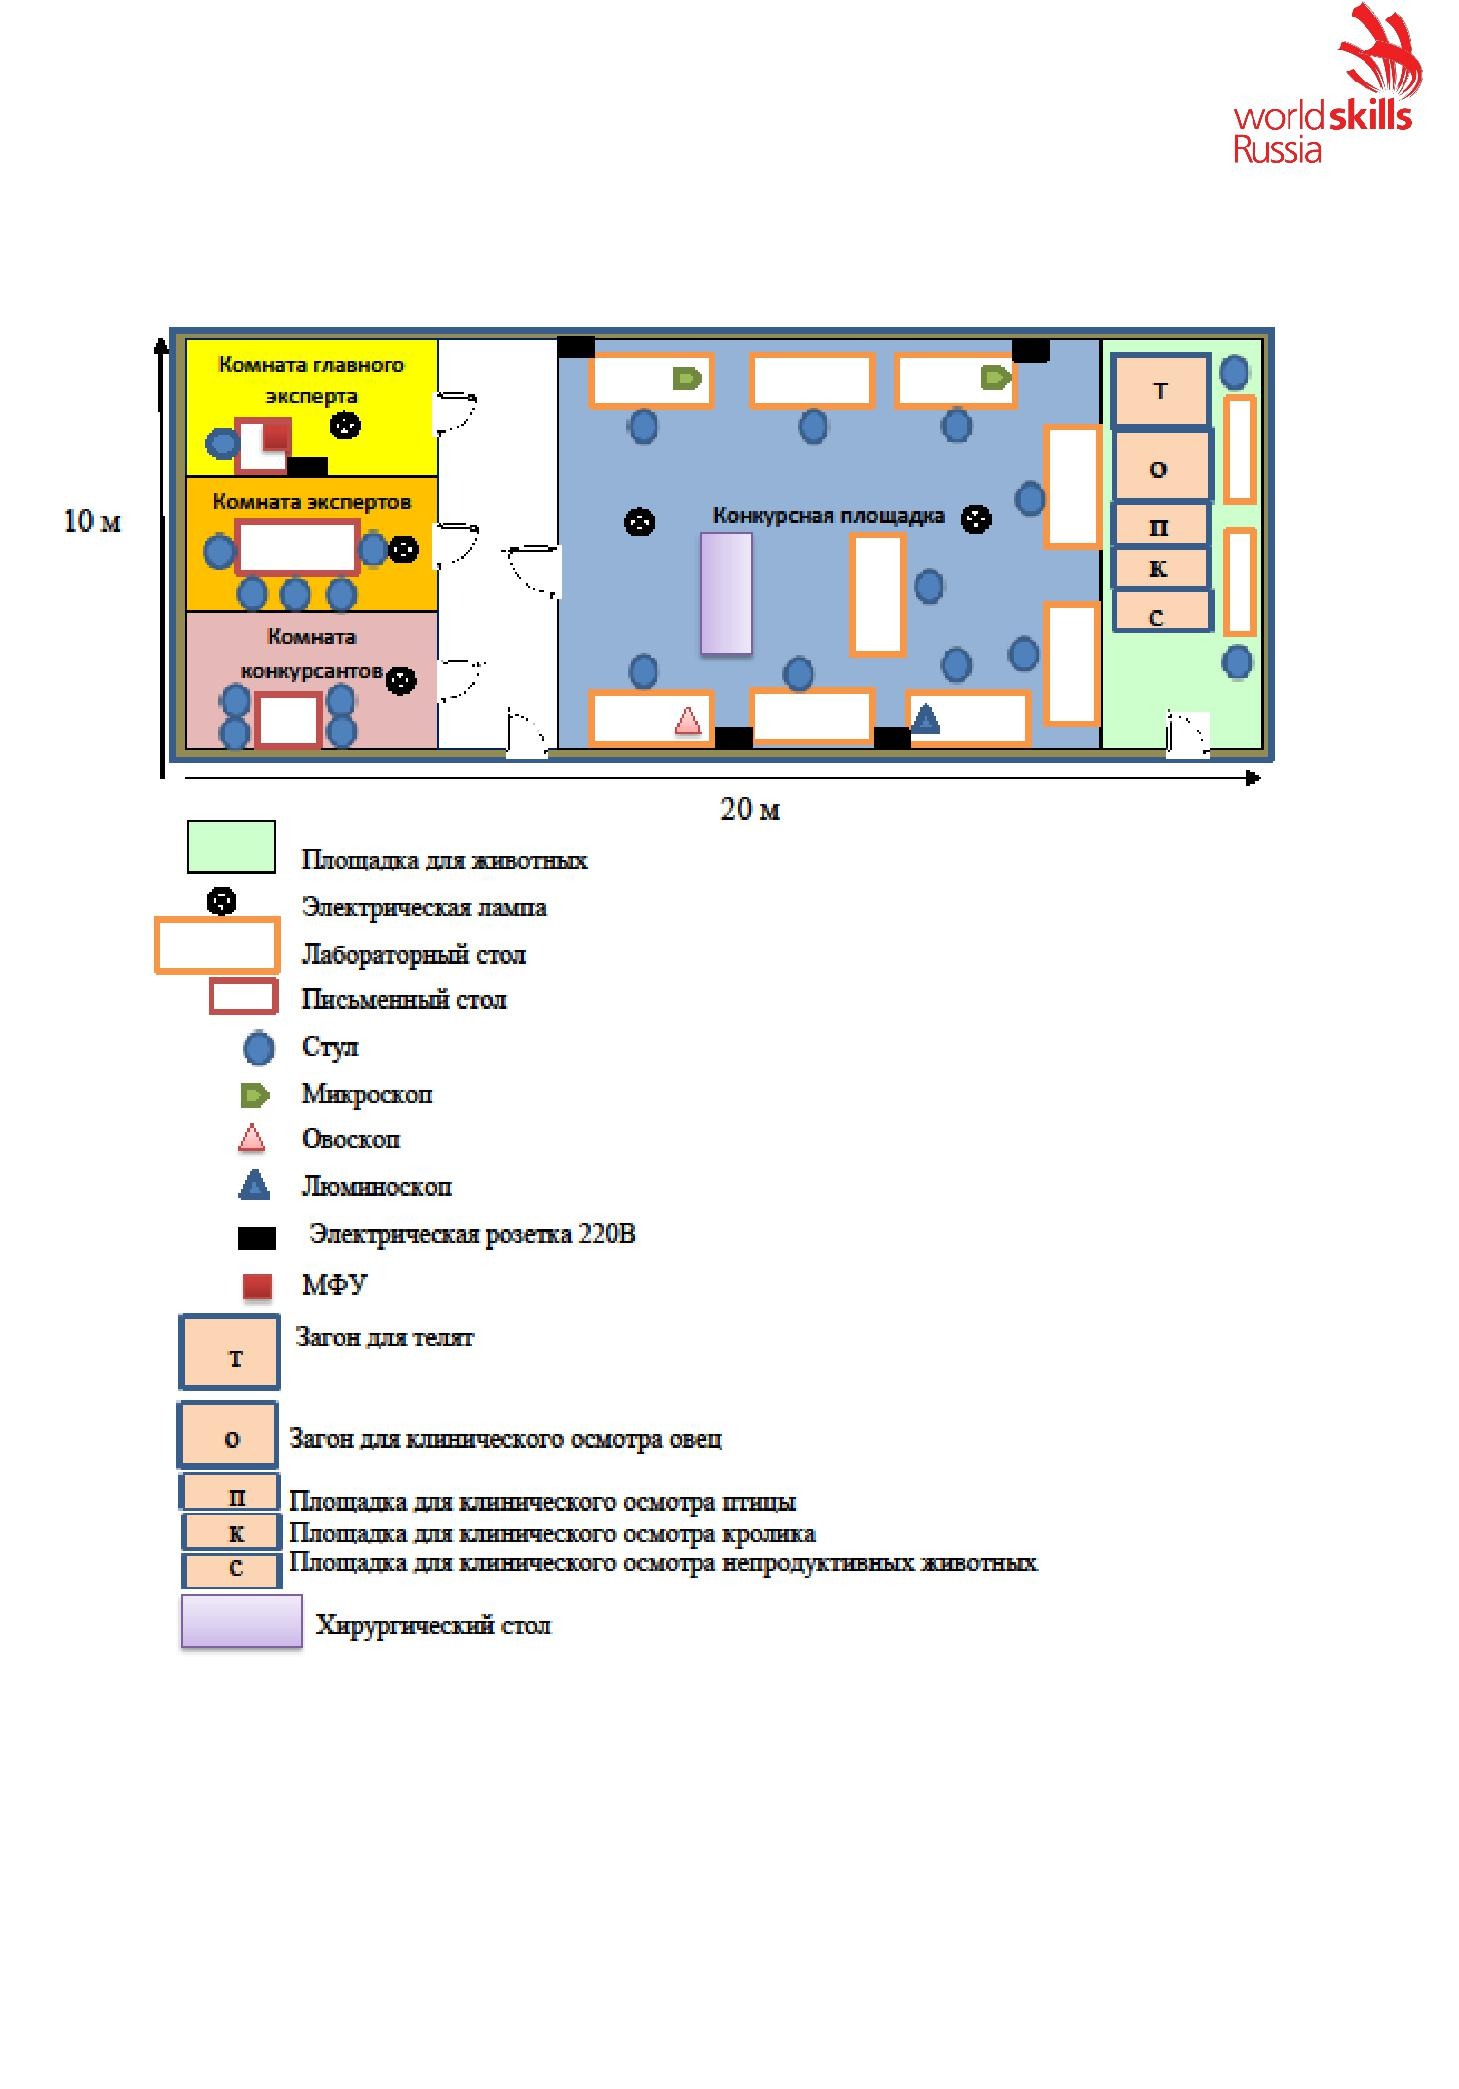 worldskills
Russia
Комната главного
эксперта
Комната экспертов
Комната
конкурсантов
Конкурсная площадка
Т
О
П
К
С
10 м
20 м
Площадка для животных
Электрическая лампа
Лабораторный стол
Письменный стол
Стул
Микроскоп
Овоскоп
Люминоскоп
Электрическая розетка 220В
МФУ
Т Загон для телят
О Загон для клинического осмотра овец
П Площадка для клинического осмотра птицы
К Площадка для клинического осмотра кролика
С Площадка для клинического осмотра непродуктивных животных
Хирургический стол